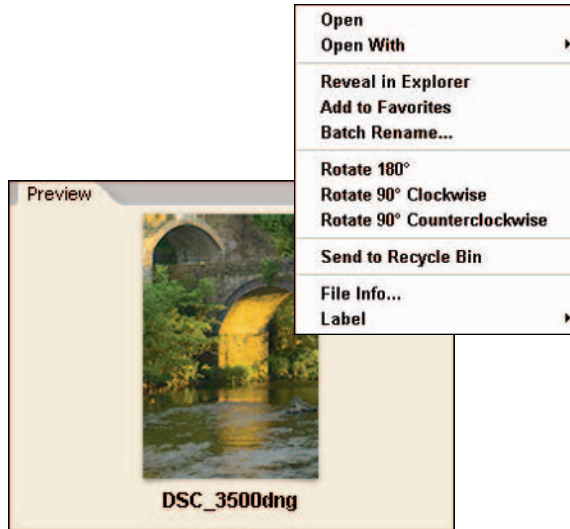 Open
Open With
Reveal in Explorer
Add to Favorites
Batch Rename...
Rotate 180°
Rotate 90° Clockwise
Rotate 90° Counterclockwise
Send to Recycle Bin
File Info...
Label
Preview
DSC_3500dng